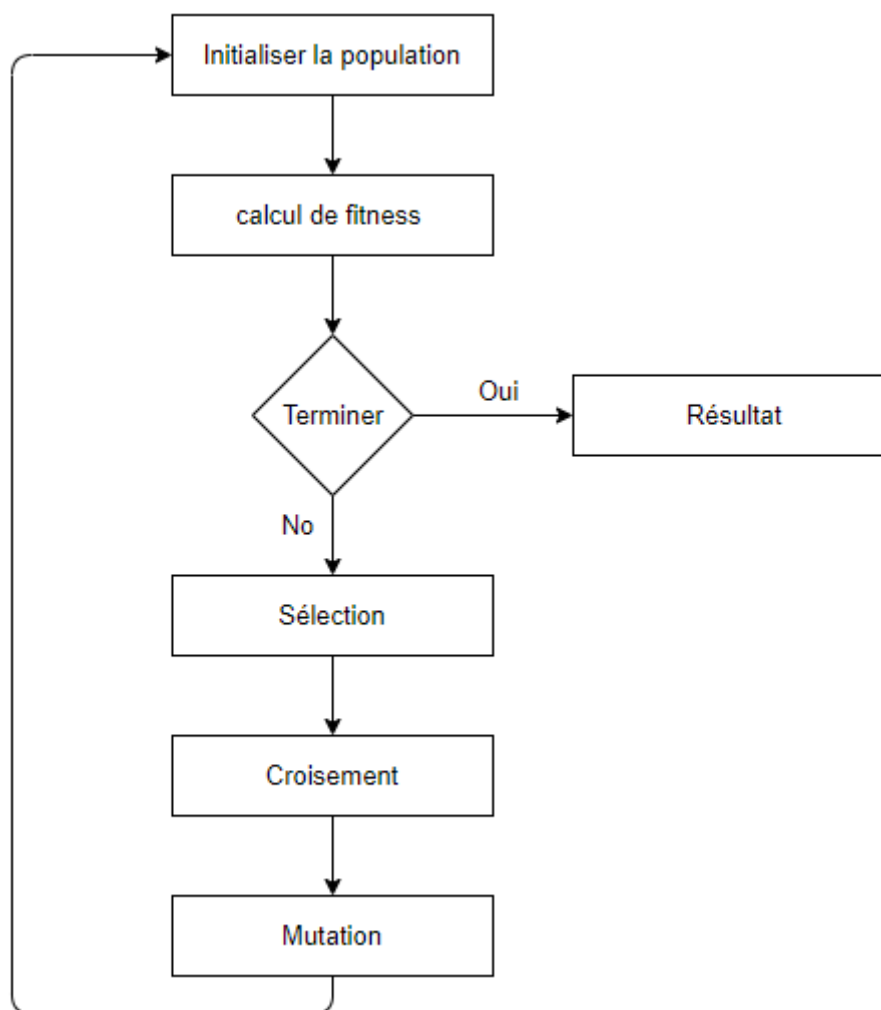 Initialiser la population
calcul de fitness
Terminer
Oui
Résultat
No
Sélection
Croisement
Mutation